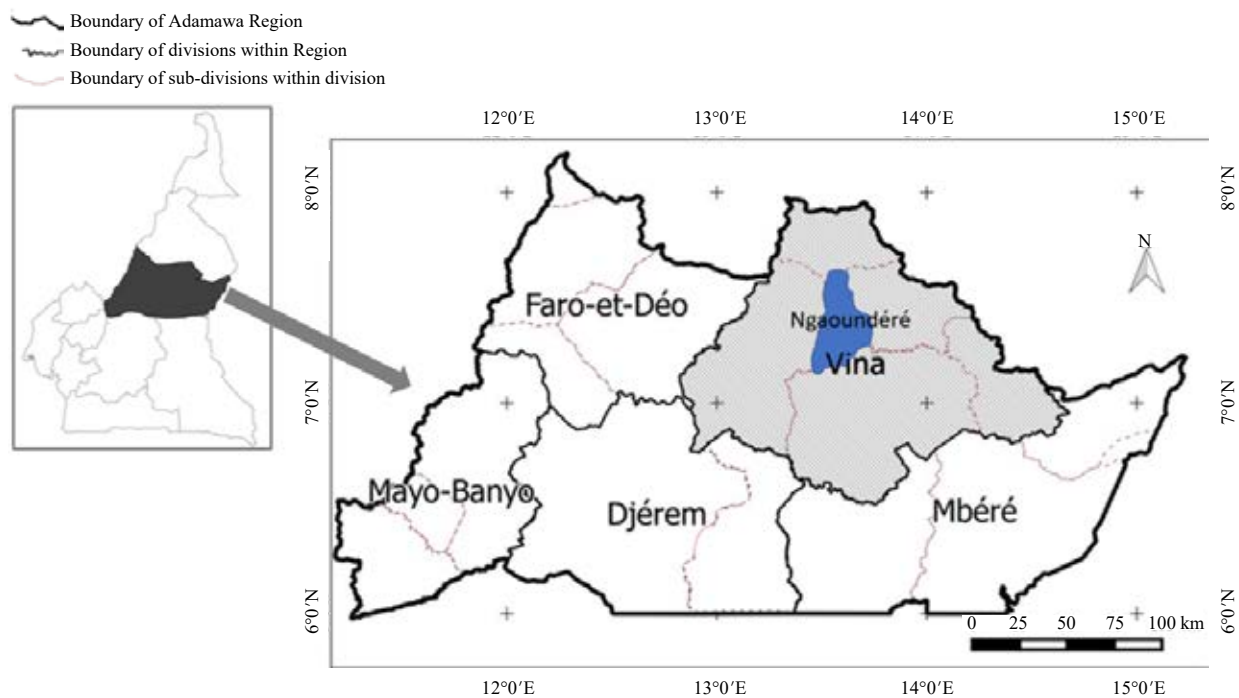 Boundary of Adamawa Region
Boundary of divisions within Region
Boundary of sub-divisions within division
12°0′E 13°0′E 14°0′E 15°0′E
8°0′N 8°0′N
N
Faro-et-Déo
Ngaoundéré
Vina
7°0′N 7°0′N
Mayo-Banyo
Djérem
Mbéré
6°0′N 6°0′N
0 25 50 75 100 km
12°0′E 13°0′E 14°0′E 15°0′E